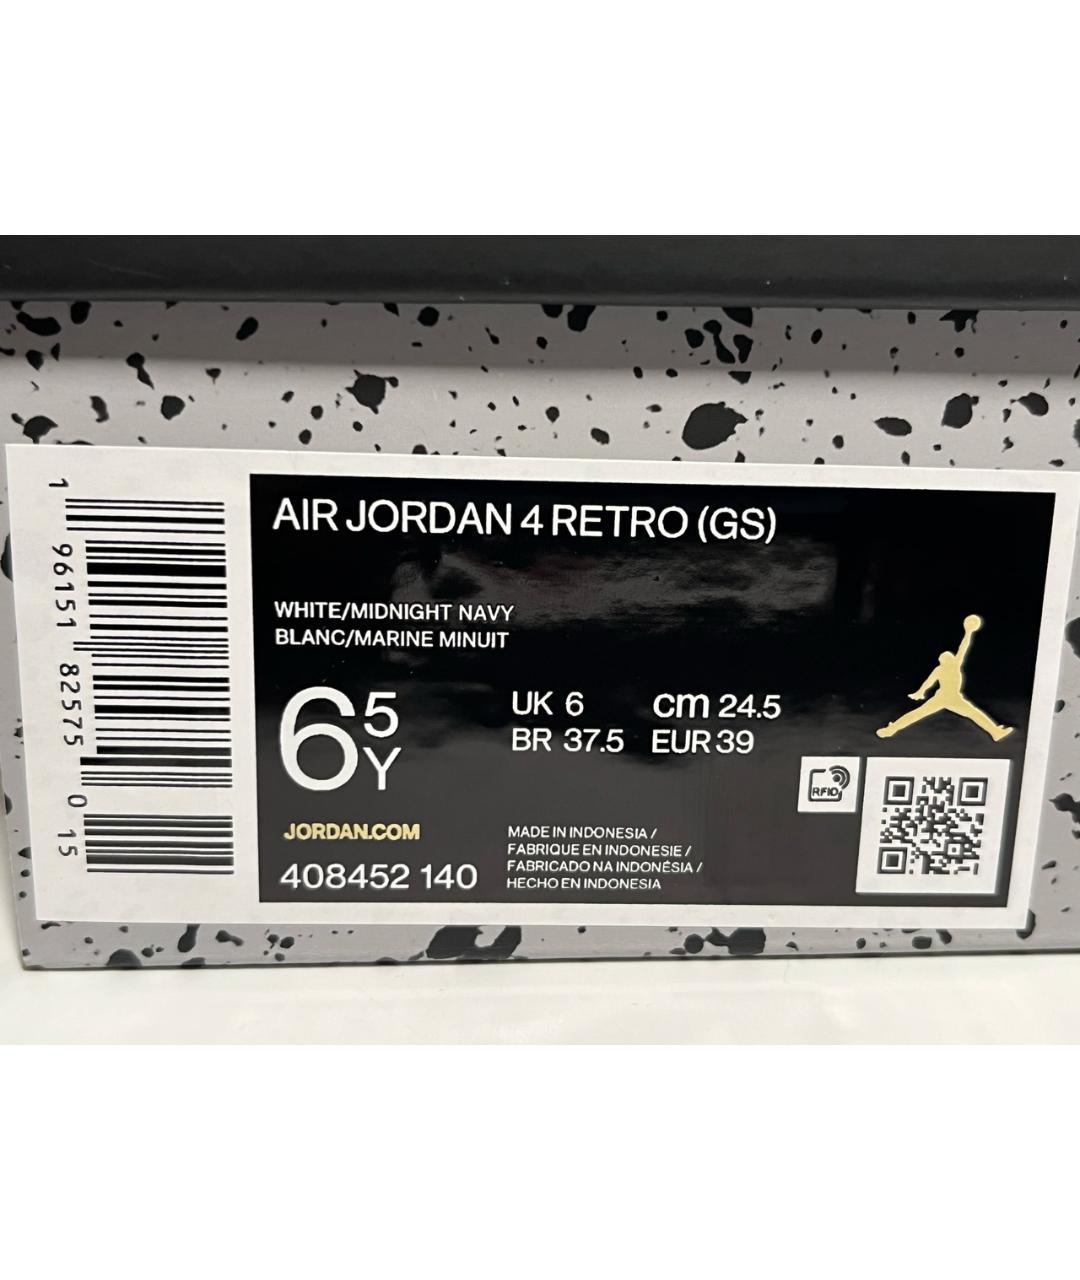 AIR JORDAN 4 RETRO (GS)
WHITE/MIDNIGHT NAVY
BLANC/MARINE MINUIT
6 5 Y
UK 6 cm 24.5
BR 37.5 EUR 39
RFID
JORDAN.COM
408452 140
MADE IN INDONESIA /
FABRIQUE EN INDONESIE /
FABRICADO NA INDONÉSIA /
HECHO EN INDONESIA
1 96151 82575 0 15